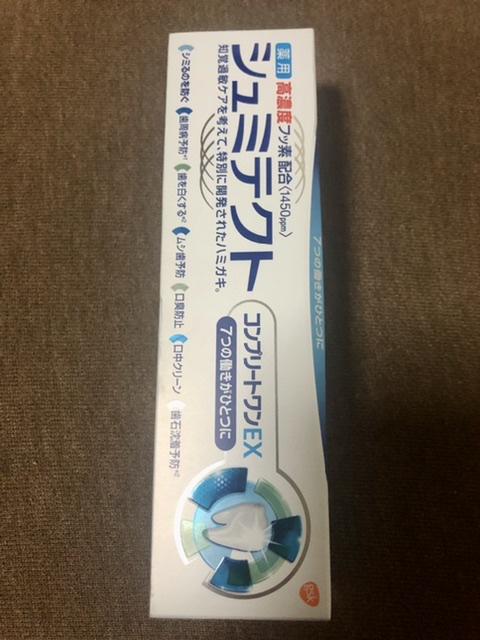 薬用 高濃度フッ素 配合〈1450ppm〉
シュミテクト
知覚過敏ケアを考えて、特別に開発されたハミガキ。
コンプリートワンEX
7つの働きがひとつに
シミるのを防ぐ 歯周病予防*1 歯を白くする*2 ムシ歯予防 口臭防止 口中クリーン 歯石沈着予防*2
gsk
7つの働きがひとつに